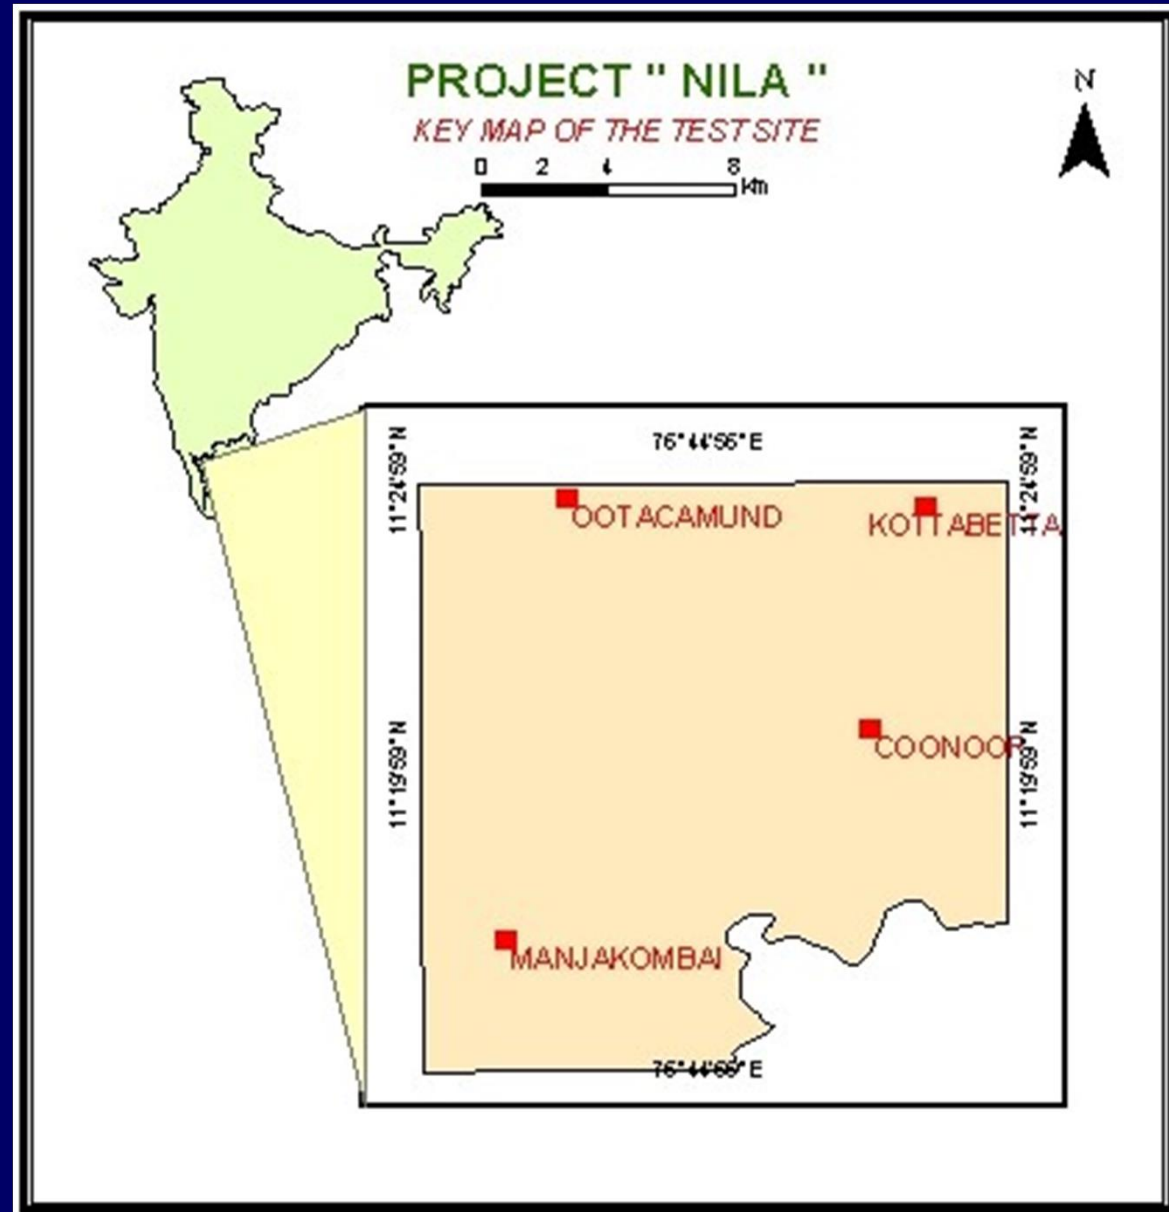 PROJECT " NILA "
KEY MAP OF THE TEST SITE
N
0 2 4 8
Km
76°44'56" E
11°24'59" N
11°24'59" N
OOTACAMUND
KOTTABETTA
11°19'59" N
11°19'59" N
COONOOR
MANJAKOMBAI
76°44'56" E